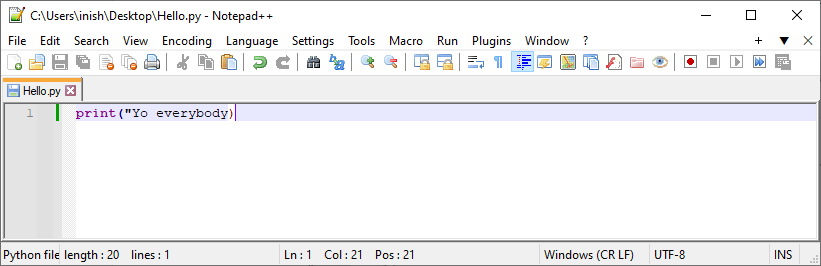 C:\Users\inish\Desktop\Hello.py - Notepad++
File Edit Search View Encoding Language Settings Tools Macro Run Plugins Window ? + ▼ X
Hello.py
1 print("Yo everybody)
Python file length : 20 lines : 1 Ln : 1 Col : 21 Pos : 21 Windows (CR LF) UTF-8 INS